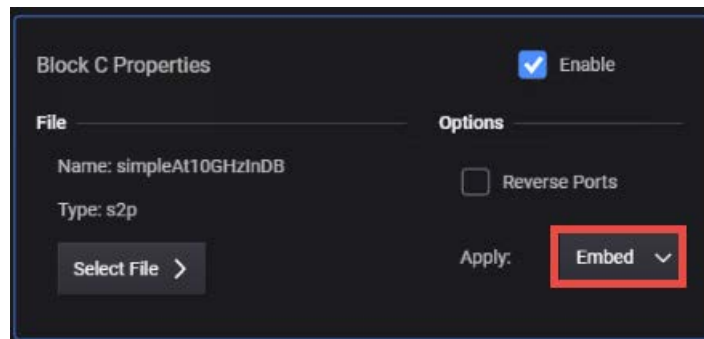 Block C Properties
Enable
File
Options
Name: simpleAt10GHzInDB
Reverse Ports
Type: s2p
Select File
Apply:
Embed